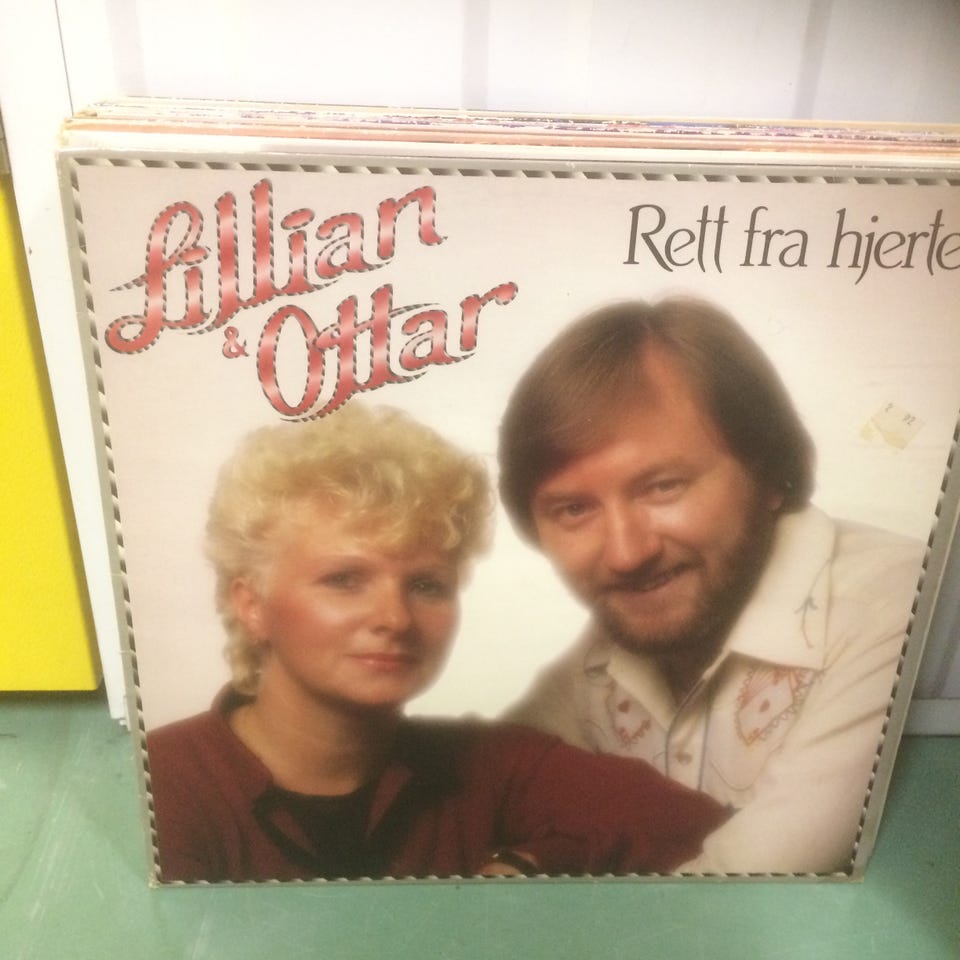 Lillian
& Ottar
Rett fra hjerte